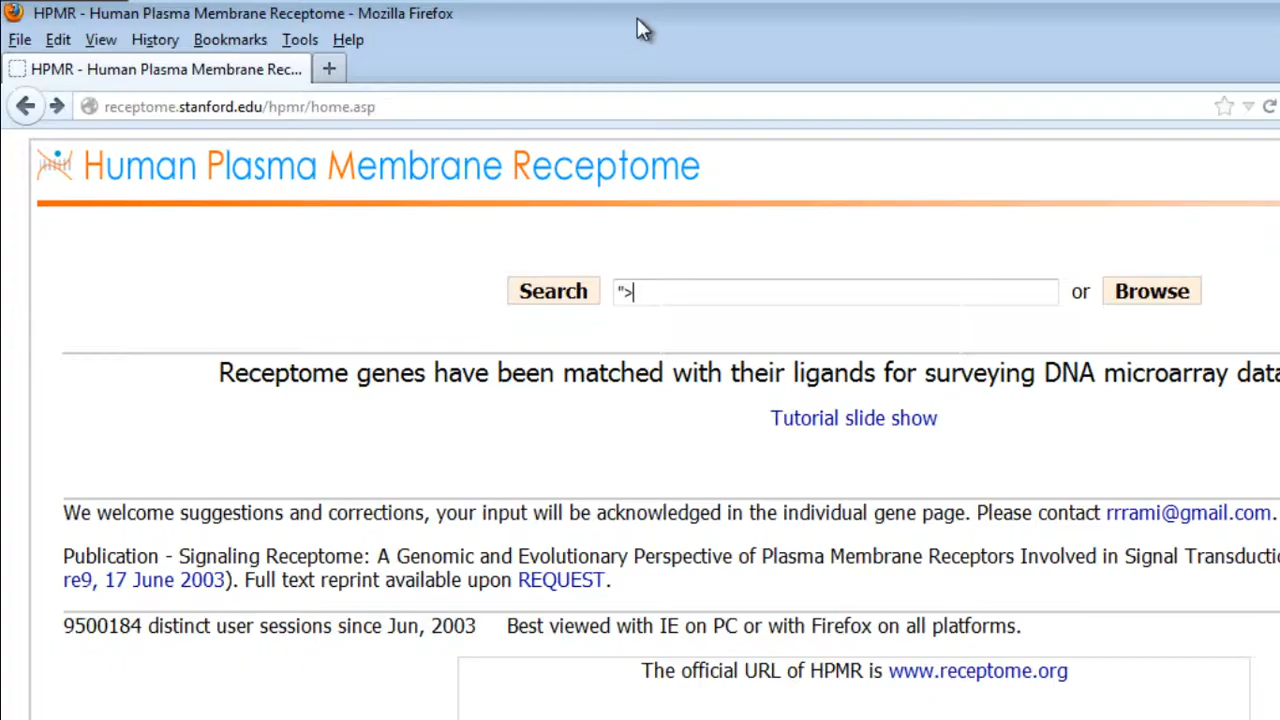 HPMR - Human Plasma Membrane Receptome - Mozilla Firefox
File Edit View History Bookmarks Tools Help
HPMR - Human Plasma Membrane Rec... +
receptome.stanford.edu/hpmr/home.asp
Human Plasma Membrane Receptome
Search "> or Browse
Receptome genes have been matched with their ligands for surveying DNA microarray data
Tutorial slide show
We welcome suggestions and corrections, your input will be acknowledged in the individual gene page. Please contact rrrami@gmail.com.
Publication - Signaling Receptome: A Genomic and Evolutionary Perspective of Plasma Membrane Receptors Involved in Signal Transductio
re9, 17 June 2003). Full text reprint available upon REQUEST.
9500184 distinct user sessions since Jun, 2003 Best viewed with IE on PC or with Firefox on all platforms.
The official URL of HPMR is www.receptome.org